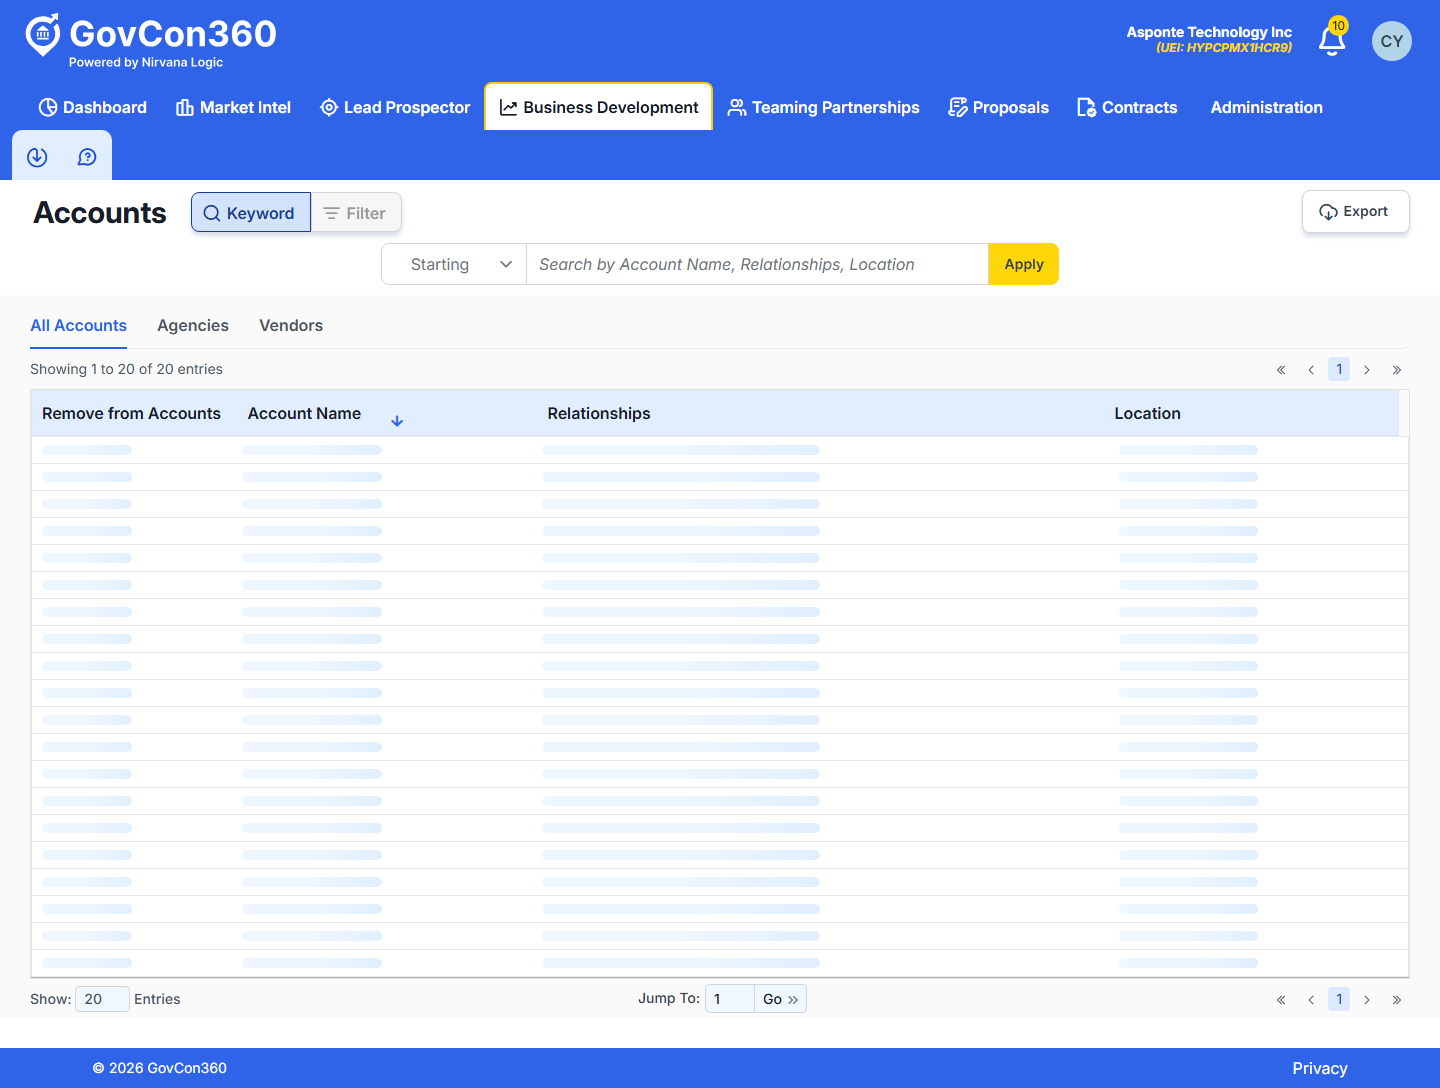 GovCon360
Powered by Nirvana Logic
Asponte Technology Inc
(UEI: HYPCPMX1HCR9)
10
CY
Dashboard
Market Intel
Lead Prospector
Business Development
Teaming Partnerships
Proposals
Contracts
Administration
Accounts
Keyword
Filter
Export
Starting
Search by Account Name, Relationships, Location
Apply
All Accounts
Agencies
Vendors
Showing 1 to 20 of 20 entries
1
Remove from Accounts
Account Name
Relationships
Location
Show: 20 Entries
Jump To: 1 Go
1
© 2026 GovCon360
Privacy